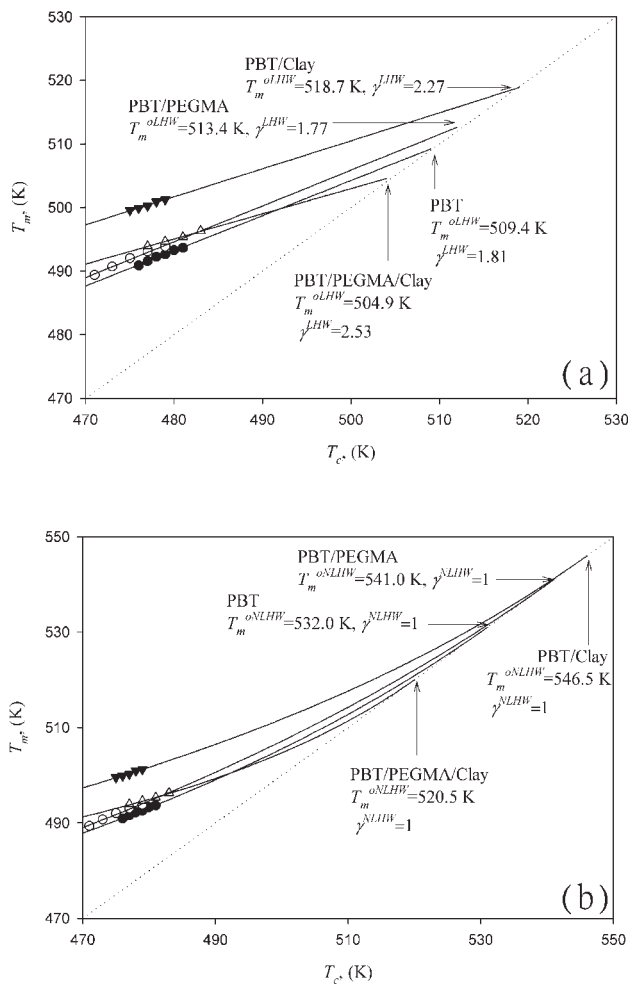 530
520
510
500
490
480
470
T_m, (K)
PBT/Clay
T_m^{oLHW}=518.7 K, γ^{LHW}=2.27
PBT/PEGMA
T_m^{oLHW}=513.4 K, γ^{LHW}=1.77
PBT
T_m^{oLHW}=509.4 K
γ^{LHW}=1.81
PBT/PEGMA/Clay
T_m^{oLHW}=504.9 K
γ^{LHW}=2.53
(a)
470 480 490 500 510 520 530
T_c, (K)
550
530
510
490
470
T_m, (K)
PBT/PEGMA
T_m^{oNLHW}=541.0 K, γ^{NLHW}=1
PBT
T_m^{oNLHW}=532.0 K, γ^{NLHW}=1
PBT/Clay
T_m^{oNLHW}=546.5 K
γ^{NLHW}=1
PBT/PEGMA/Clay
T_m^{oNLHW}=520.5 K
γ^{NLHW}=1
(b)
470 490 510 530 550
T_c, (K)